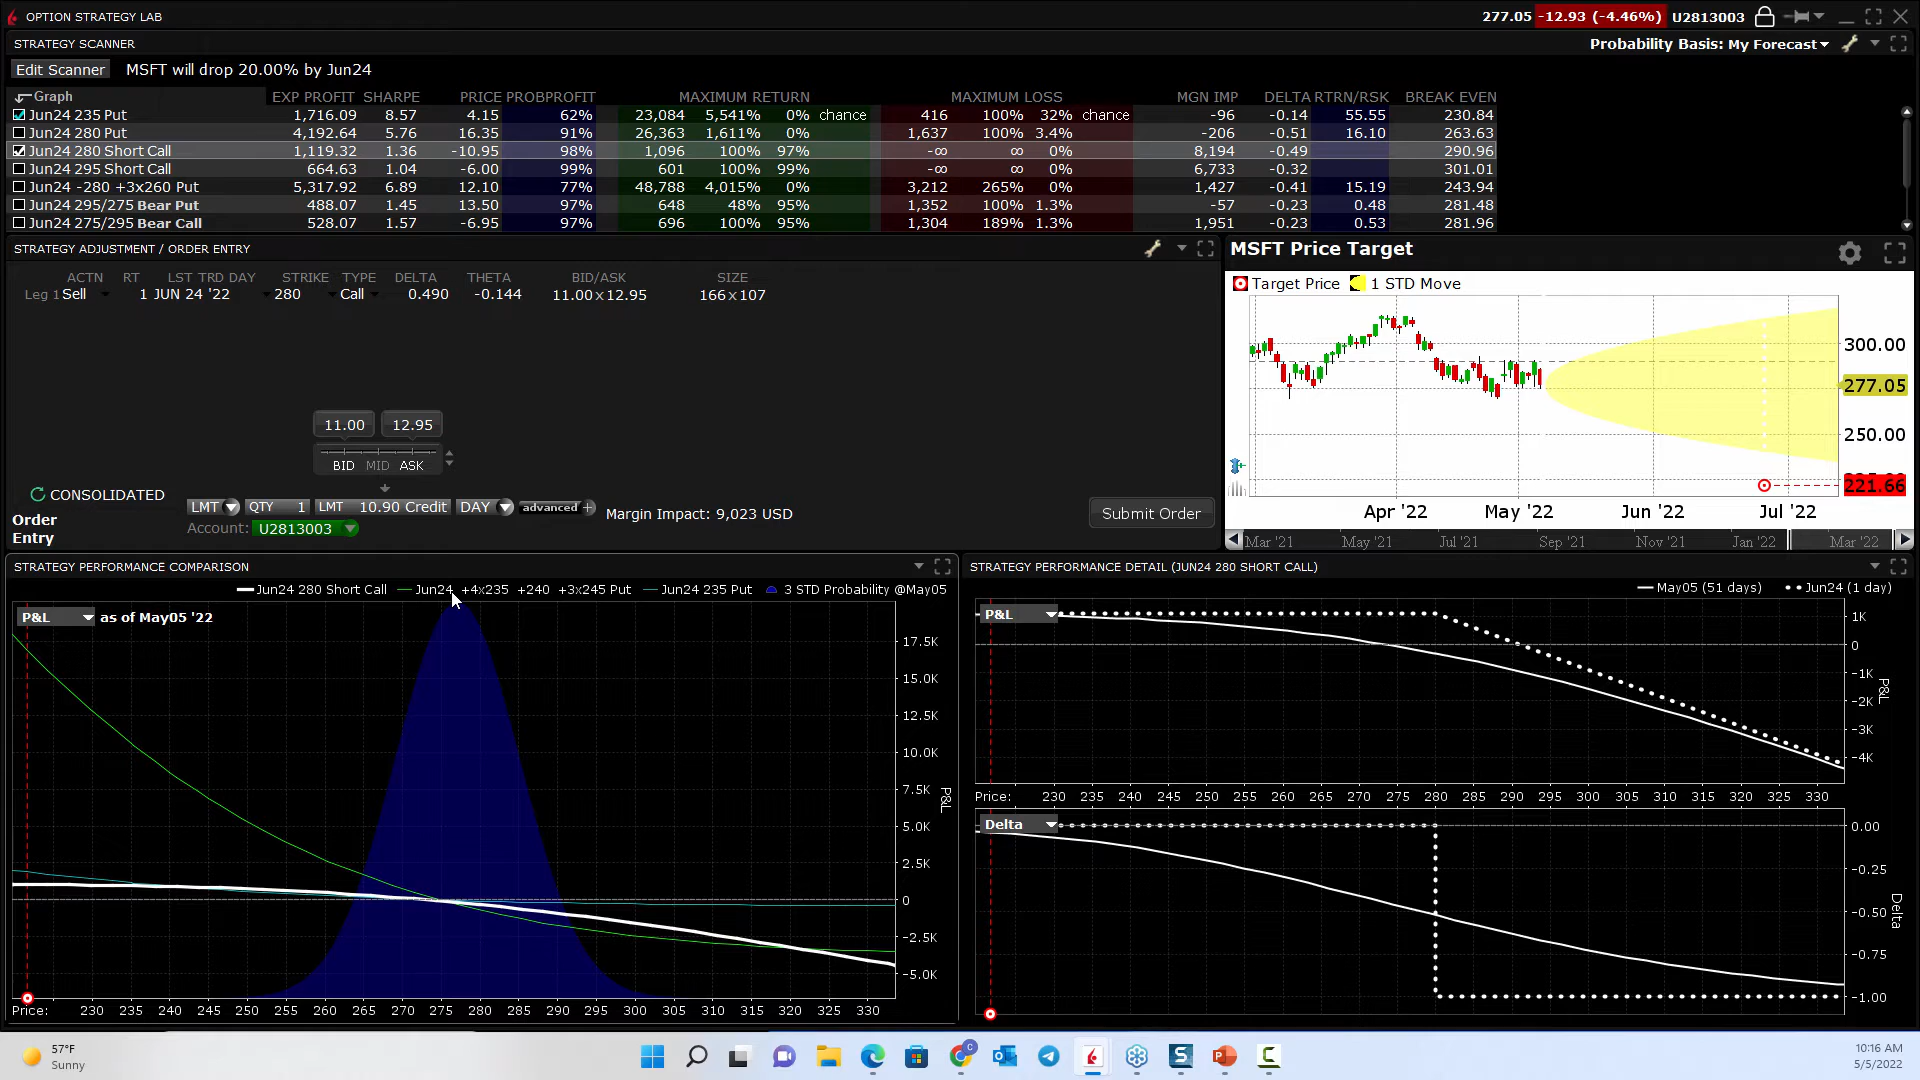 OPTION STRATEGY LAB 277.05 -12.93 (-4.46%) U2813003
STRATEGY SCANNER Probability Basis: My Forecast
Edit Scanner MSFT will drop 20.00% by Jun24
Graph EXP PROFIT SHARPE PRICE PROBPROFIT MAXIMUM RETURN MAXIMUM LOSS MGN IMP DELTA RTRN/RSK BREAK EVEN
Jun24 235 Put 1,716.09 8.57 4.15 62% 23,084 5,541% 0% chance 416 100% 32% chance -96 -0.14 55.55 230.84
Jun24 280 Put 4,192.64 5.76 16.35 91% 26,363 1,611% 0% 1,637 100% 3.4% -206 -0.51 16.10 263.63
Jun24 280 Short Call 1,119.32 1.36 -10.95 98% 1,096 100% 97% -∞ ∞ 0% 8,194 -0.49 290.96
Jun24 295 Short Call 664.63 1.04 -6.00 99% 601 100% 99% -∞ ∞ 0% 6,733 -0.32 301.01
Jun24 -280 +3x260 Put 5,317.92 6.89 12.10 77% 48,788 4,015% 0% 3,212 265% 0% 1,427 -0.41 15.19 243.94
Jun24 295/275 Bear Put 488.07 1.45 13.50 97% 648 48% 95% 1,352 100% 1.3% -57 -0.23 0.48 281.48
Jun24 275/295 Bear Call 528.07 1.57 -6.95 97% 696 100% 95% 1,304 189% 1.3% 1,951 -0.23 0.53 281.96
STRATEGY ADJUSTMENT / ORDER ENTRY
ACTN RT LST TRD DAY STRIKE TYPE DELTA THETA BID/ASK SIZE
Leg 1 Sell 1 JUN 24 '22 280 Call 0.490 -0.144 11.00x12.95 166x107
11.00 12.95
BID MID ASK
CONSOLIDATED
Order Entry
LMT QTY 1 LMT 10.90 Credit DAY advanced + Margin Impact: 9,023 USD Submit Order
Account: U2813003
MSFT Price Target
Target Price 1 STD Move
300.00
277.05
250.00
221.66
Apr '22 May '22 Jun '22 Jul '22
Mar '21 May '21 Jul '21 Sep '21 Nov '21 Jan '22 Mar '22
STRATEGY PERFORMANCE COMPARISON
Jun24 280 Short Call Jun24 +4x235 +240 +3x245 Put Jun24 235 Put 3 STD Probability @May05
P&L as of May05 '22
17.5K
15.0K
12.5K
10.0K
7.5K
5.0K
2.5K
0
-2.5K
-5.0K
P&L
Price: 230 235 240 245 250 255 260 265 270 275 280 285 290 295 300 305 310 315 320 325 330
STRATEGY PERFORMANCE DETAIL (JUN24 280 SHORT CALL)
May05 (51 days) Jun24 (1 day)
P&L
1K
0
-1K
-2K
-3K
-4K
P&L
Price: 230 235 240 245 250 255 260 265 270 275 280 285 290 295 300 305 310 315 320 325 330
Delta
0.00
-0.25
-0.50
-0.75
-1.00
Delta
57°F
Sunny
10:16 AM
5/5/2022